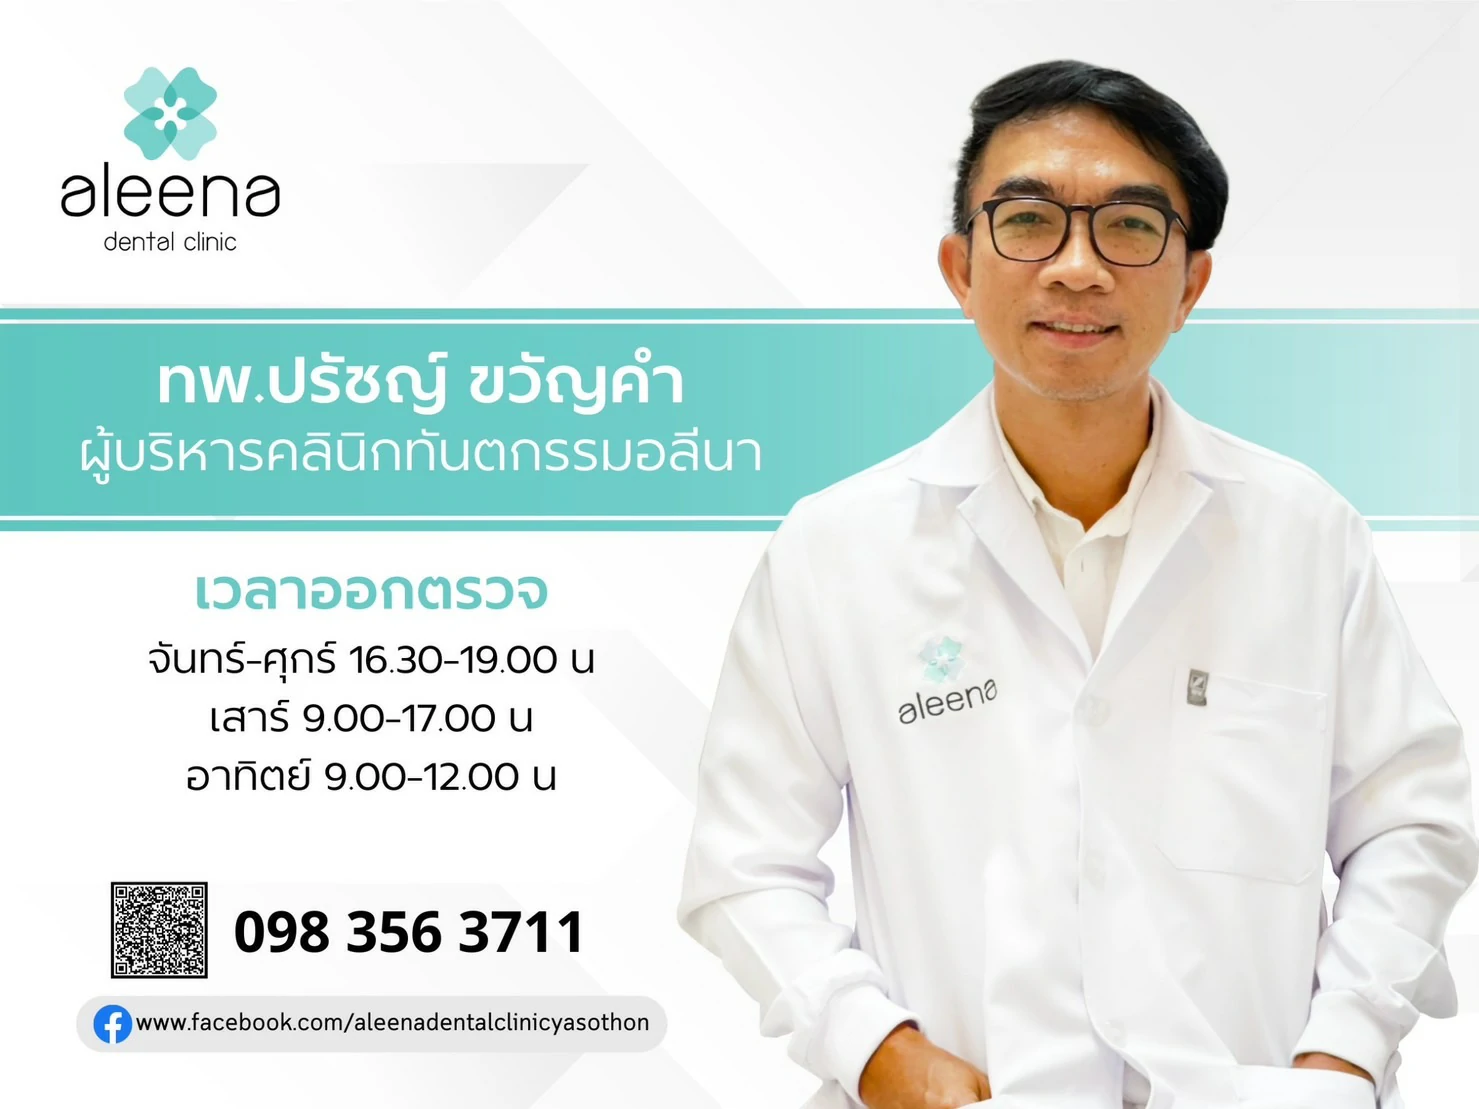 aleena
dental clinic
ทพ.ปรัชญ์ ขวัญคำ
ผู้บริหารคลินิกทันตกรรมอลีนา
เวลาออกตรวจ
จันทร์-ศุกร์ 16.30-19.00 น
เสาร์ 9.00-17.00 น
อาทิตย์ 9.00-12.00 น
aleena
098 356 3711
www.facebook.com/aleenadentalclinicyasothon